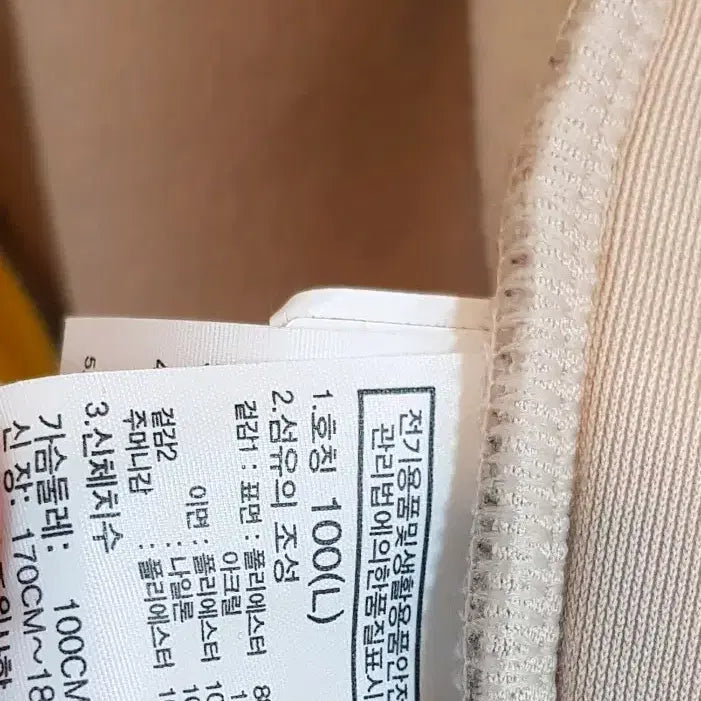 전기용품및생활용품안전
관리법에의한품질표시
1.호칭 100(L)
2.섬유의 조성
겉감1 : 표면 : 폴리에스터
아크릴
이면 : 폴리에스터
겉감2 : 나일론
주머니감 : 폴리에스터
3.신체치수
가슴둘레: 100CM
신 장: 170CM~18